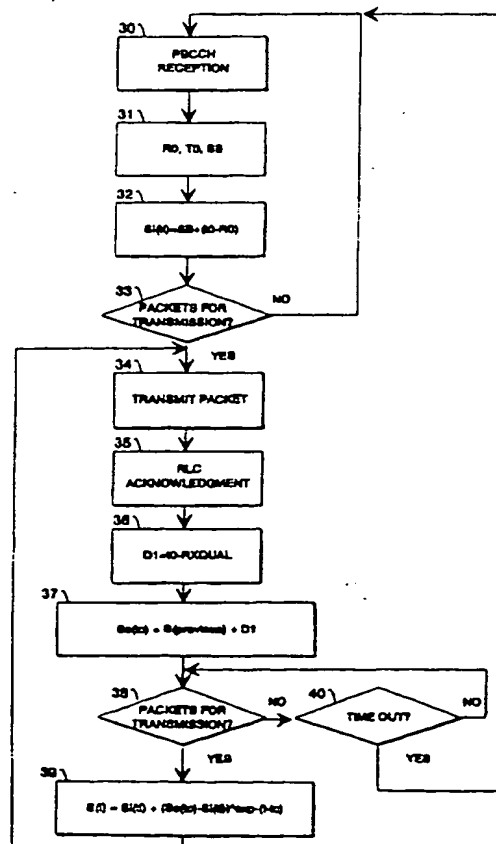 30
PBCCH
RECEPTION
31
R0, T0, SS
32
33
PACKETS FOR
TRANSMISSION?
NO
YES
34
TRANSMIT PACKET
35
RLC
ACKNOWLEDGMENT
36
37
38
PACKETS FOR
TRANSMISSION?
NO
40
TIME OUT?
NO
YES
YES
39